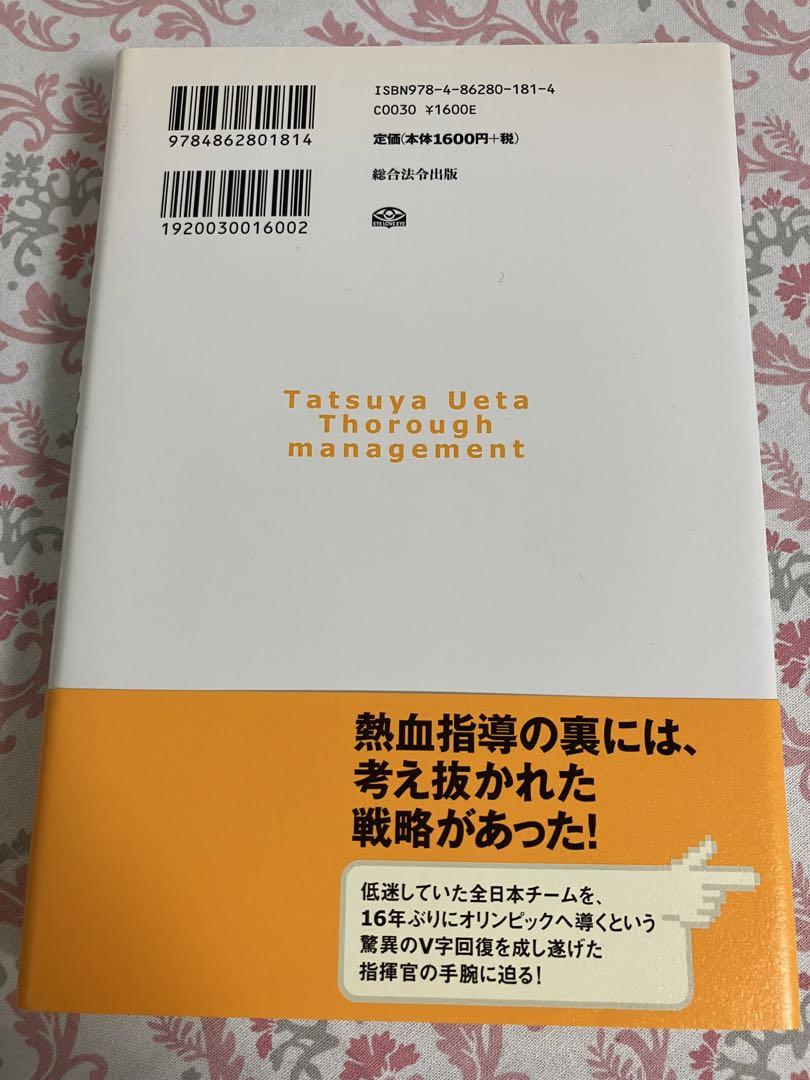 ISBN978-4-86280-181-4
C0030 ¥1600E
9784862801814
定価(本体1600円+税)
総合法令出版
1920030016002
EYE LOVE EYE
Tatsuya Ueta
Thorough
management
熱血指導の裏には、
考え抜かれた
戦略があった!
低迷していた全日本チームを、
16年ぶりにオリンピックへ導くという
驚異のV字回復を成し遂げた
指揮官の手腕に迫る!